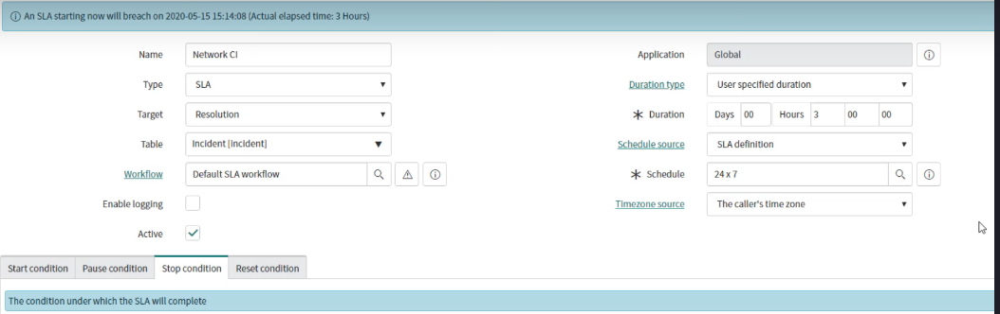 An SLA starting now will breach on 2020-05-15 15:14:08 (Actual elapsed time: 3 Hours)
Name Network CI Application Global
Type SLA Duration type User specified duration
Target Resolution Duration Days 00 Hours 3 00 00
Table Incident [incident] Schedule source SLA definition
Workflow Default SLA workflow Schedule 24 x 7
Enable logging Timezone source The caller's time zone
Active
Start condition Pause condition Stop condition Reset condition
The condition under which the SLA will complete